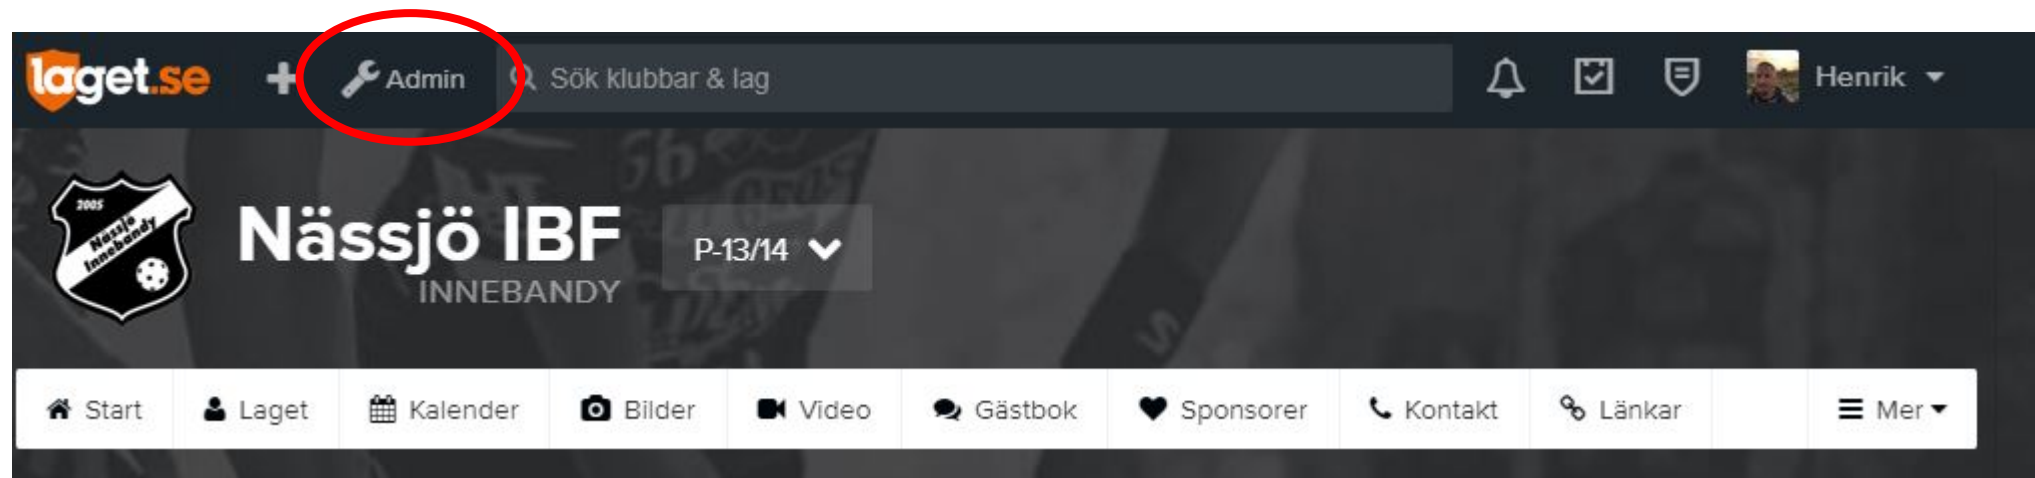 laget.se Admin Sök klubbar & lag Henrik
2005
Nässjö
Innebandy
Nässjö IBF P-13/14
INNEBANDY
Start Laget Kalender Bilder Video Gästbok Sponsorer Kontakt Länkar Mer